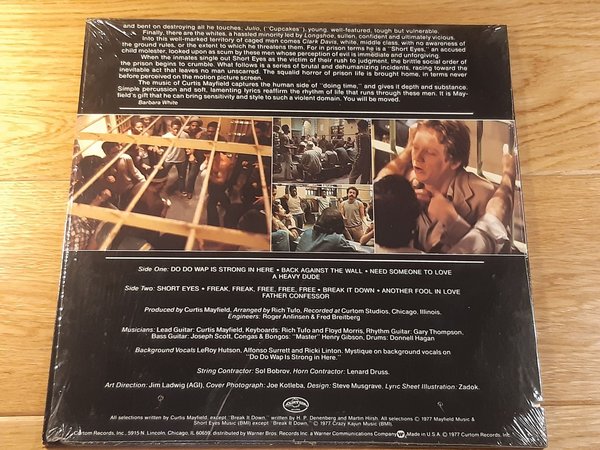 and bent on destroying all he touches. Julio, ("Cupcakes"), young, well-featured, tough but vulnerable.
Finally, there are the whites, a hassled minority led by Longshoe, sullen, confident and ultimately vicious.
Into this well-married territory of caged men comes Clark Davis, white, middle class, with no awareness of
the ground rules, or the extent to which he threatens them. For in prison terms he is a "Short Eyes," an accused
child molester, looked upon as scum by these men whose perception of evil is immediate and unforgiving.
When the inmates single out Short Eyes as the victim of their rush to judgment, the brittle social order of
the prison begins to crumble. What follows is a series of brutal and dehumanizing incidents, racing toward the
inevitable act that leaves no man unscarred. The squalid horror of prison life is brought home, in terms never
before perceived on the motion picture screen.
The music of Curtis Mayfield captures the human side of "doing time," and gives it depth and substance.
Simple percussion and soft, lamenting lyrics reaffirm the rhythm of life that runs through these men. It is May-
field's gift that he can bring sensitivity and style to such a violent domain. You will be moved.
Barbara White
Side One: DO DO WAP IS STRONG IN HERE • BACK AGAINST THE WALL • NEED SOMEONE TO LOVE
A HEAVY DUDE
Side Two: SHORT EYES • FREAK, FREAK, FREE, FREE, FREE • BREAK IT DOWN • ANOTHER FOOL IN LOVE
FATHER CONFESSOR
Produced by Curtis Mayfield, Arranged by Rich Tufo, Recorded at Curtom Studios, Chicago, Illinois.
Engineers: Roger Anfinsen & Fred Breitberg
Musicians: Lead Guitar: Curtis Mayfield, Keyboards: Rich Tufo and Floyd Morris, Rhythm Guitar: Gary Thompson,
Bass Guitar: Joseph Scott, Congas & Bongos: "Master" Henry Gibson, Drums: Donnell Hagan
Background Vocals LeRoy Hutson, Alfonso Surrett and Ricki Linton. Mystique on background vocals on
"Do Do Wap Is Strong in Here."
String Contractor: Sol Bobrov, Horn Contractor: Lenard Druss.
Art Direction: Jim Ladwig (AGI), Cover Photograph: Joe Kotleba, Design: Steve Musgrave, Lyric Sheet Illustration: Zadok.
All selections written by Curtis Mayfield, except "Break It Down," written by H. P. Denenberg and Martin Hirsh. All selections © 1977 Mayfield Music &
Short Eyes Music (BMI) except "Break It Down," © 1977 Crazy Kajun Music (BMI).
Curtom Records, Inc., 5915 N. Lincoln, Chicago, Ill. 60659, distributed by Warner Bros. Records Inc. a Warner Communications Company Made in U.S.A. © 1977 Curtom Records, Inc.